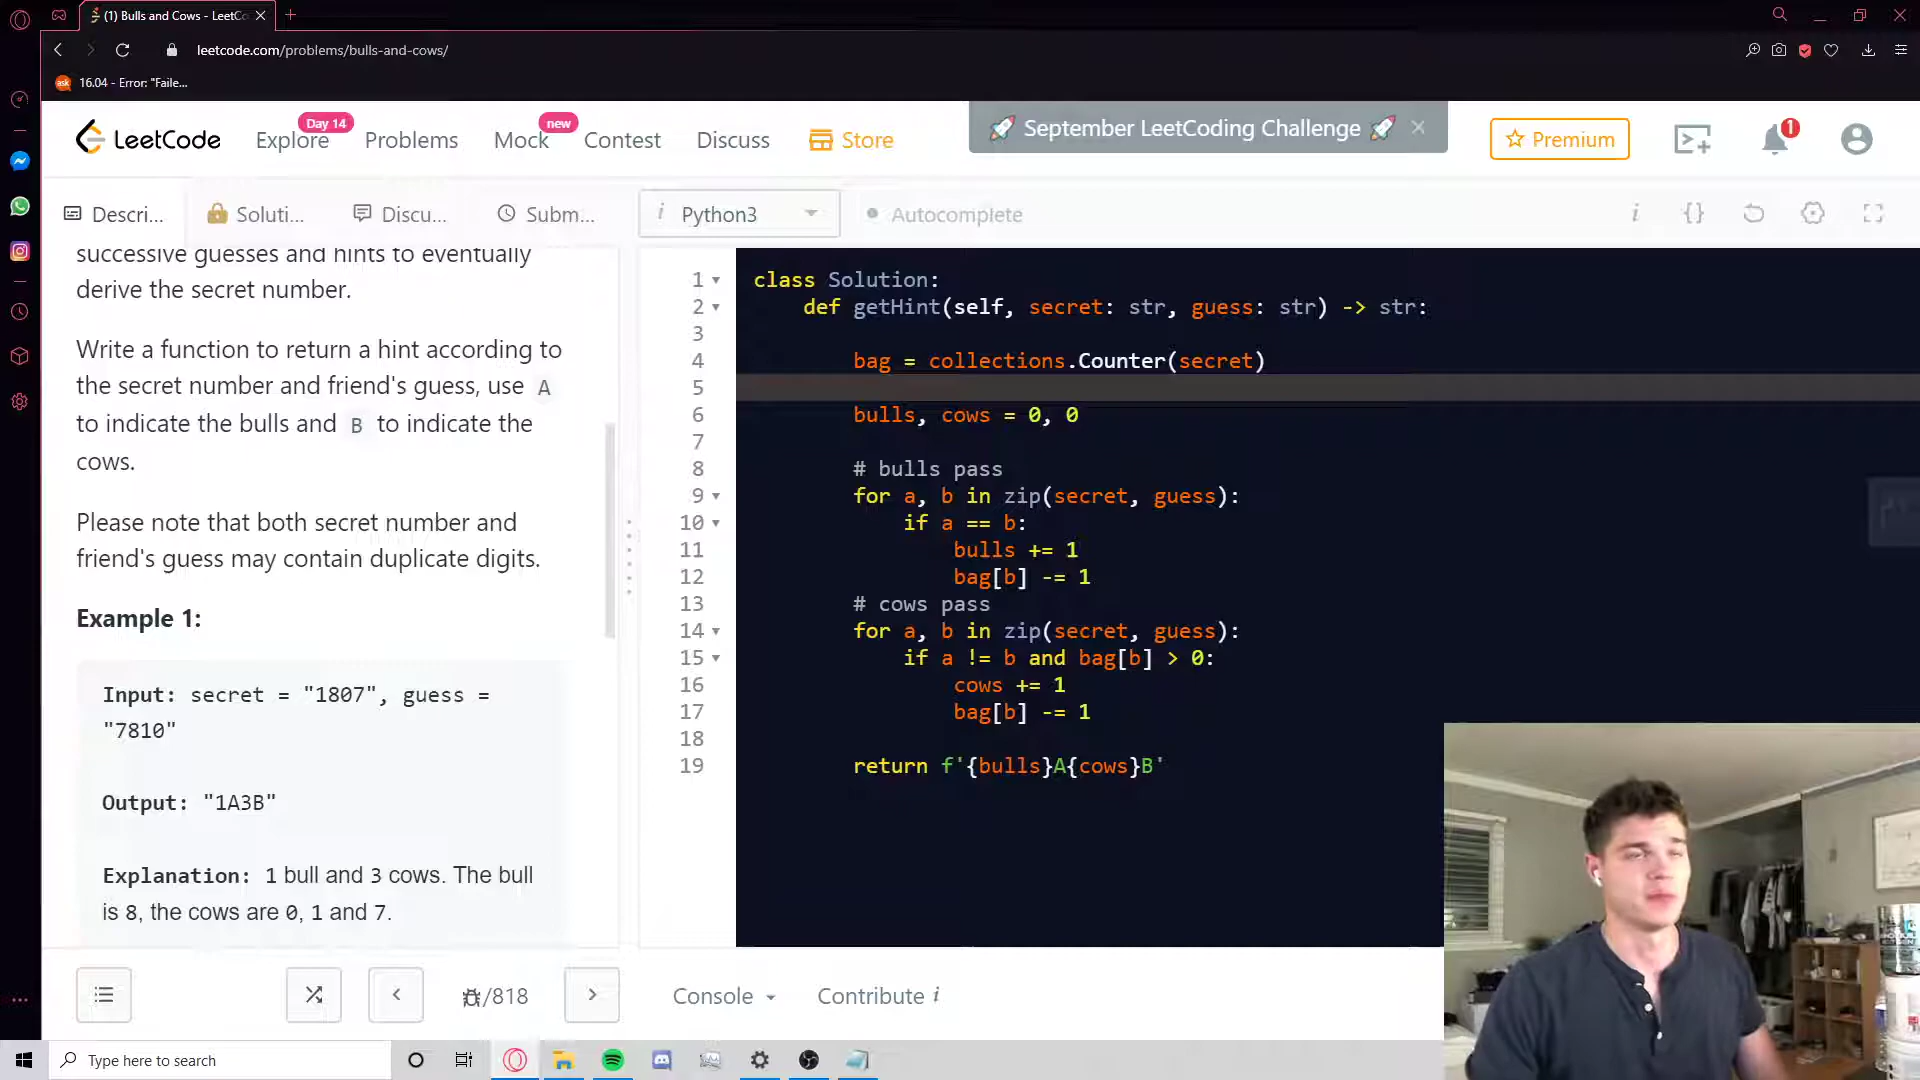 (1) Bulls and Cows - LeetCo
leetcode.com/problems/bulls-and-cows/
ask 16.04 - Error: "Faile...
LeetCode
Explore Day 14
Problems
Mock new
Contest
Discuss
Store
🚀 September LeetCoding Challenge 🚀 ×
Premium
1
Descri...
Soluti...
Discu...
Subm...
i Python3
Autocomplete
successive guesses and hints to eventually
derive the secret number.
Write a function to return a hint according to
the secret number and friend's guess, use A
to indicate the bulls and B to indicate the
cows.
Please note that both secret number and
friend's guess may contain duplicate digits.
Example 1:
Input: secret = "1807", guess =
"7810"
Output: "1A3B"
Explanation: 1 bull and 3 cows. The bull
is 8, the cows are 0, 1 and 7.
1 class Solution:
2 def getHint(self, secret: str, guess: str) -> str:
3
4 bag = collections.Counter(secret)
5
6 bulls, cows = 0, 0
7
8 # bulls pass
9 for a, b in zip(secret, guess):
10 if a == b:
11 bulls += 1
12 bag[b] -= 1
13 # cows pass
14 for a, b in zip(secret, guess):
15 if a != b and bag[b] > 0:
16 cows += 1
17 bag[b] -= 1
18
19 return f'{bulls}A{cows}B'
/818
Console
Contribute i
Type here to search